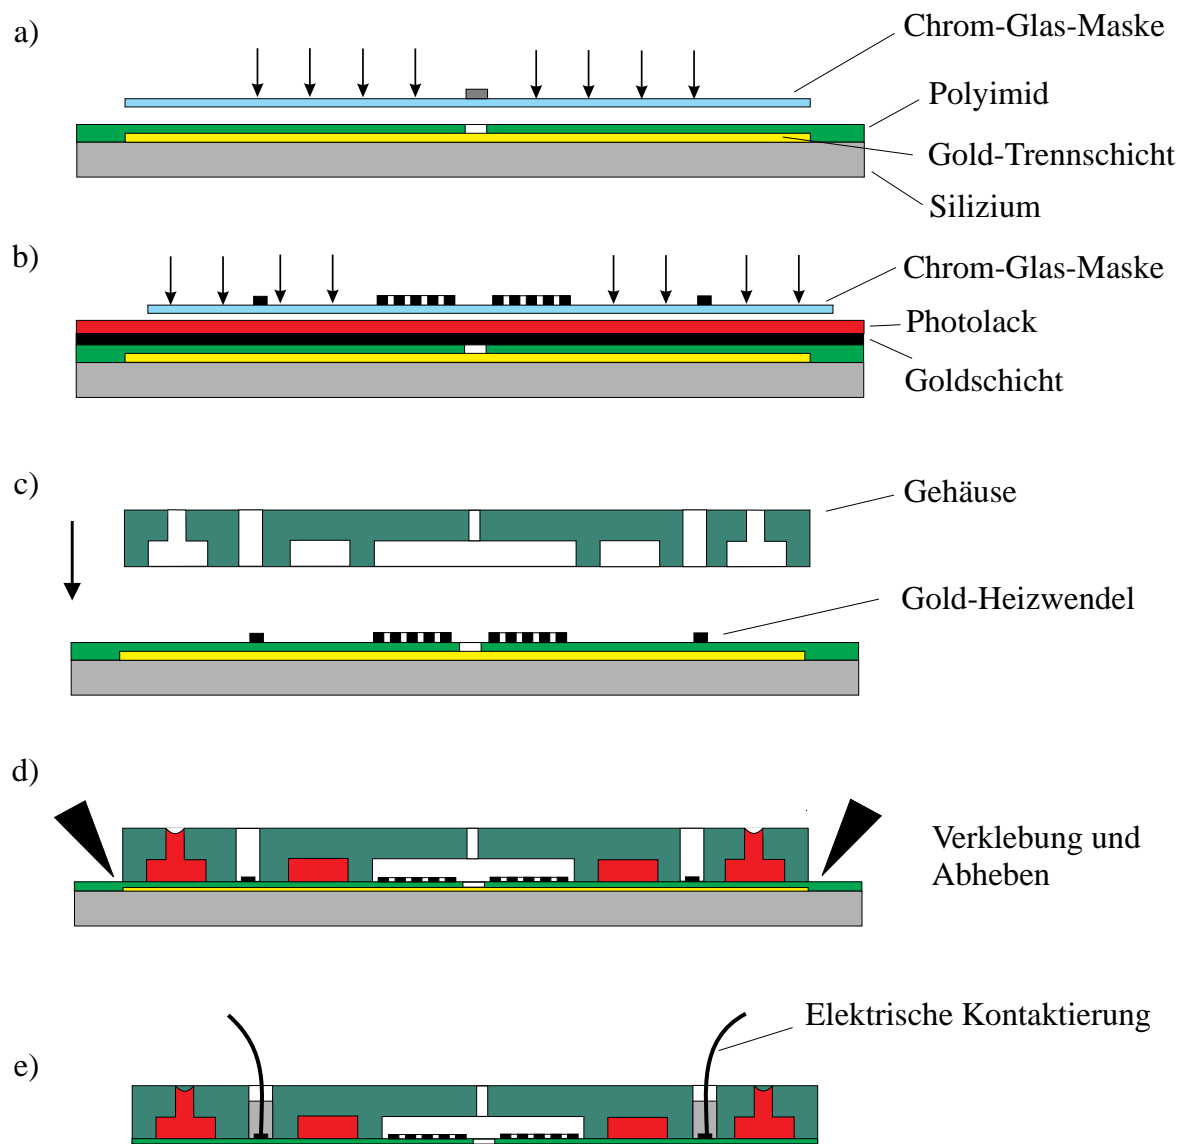 a)
Chrom-Glas-Maske
Polyimid
Gold-Trennschicht
Silizium
b)
Chrom-Glas-Maske
Photolack
Goldschicht
c)
Gehäuse
Gold-Heizwendel
d)
Verklebung und
Abheben
Elektrische Kontaktierung
e)